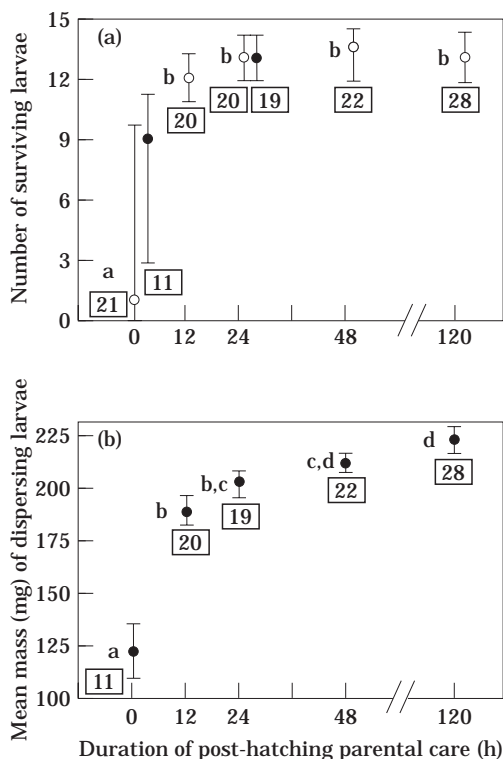 Number of surviving larvae
15
12
9
6
3
0
(a)
a
21
11
b
20
b
20
19
b
22
b
28
0
12
24
48
120
Mean mass (mg) of dispersing larvae
225
200
175
150
125
100
(b)
a
11
b
20
b,c
19
c,d
22
d
28
0
12
24
48
120
Duration of post-hatching parental care (h)